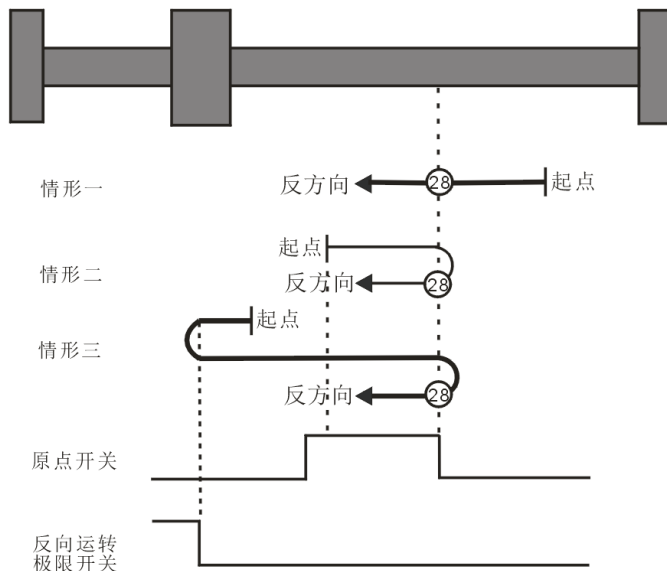 情形一
反方向
28
起点
情形二
起点
反方向
28
情形三
起点
反方向
28
原点开关
反向运转
极限开关